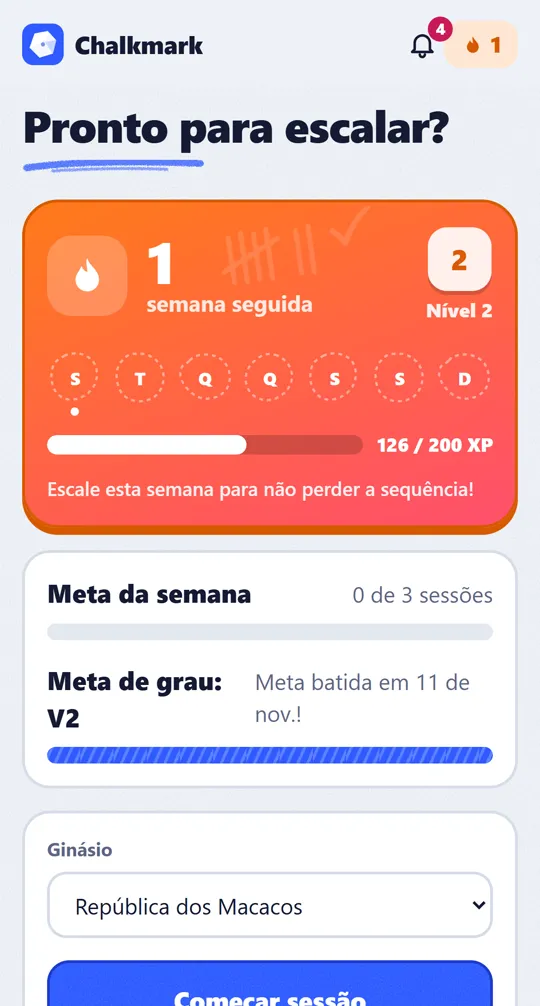 Chalkmark
4
1
Pronto para escalar?
1
semana seguida
2
Nível 2
S T Q Q S S D
126 / 200 XP
Escale esta semana para não perder a sequência!
Meta da semana
0 de 3 sessões
Meta de grau:
V2
Meta batida em 11 de
nov.!
Ginásio
República dos Macacos
Começar sessão